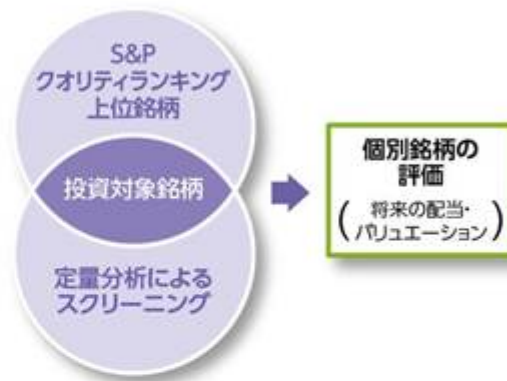 S&P
クオリティランキング
上位銘柄
投資対象銘柄
定量分析による
スクリーニング
個別銘柄の
評価
(将来の配当・
バリュエーション)